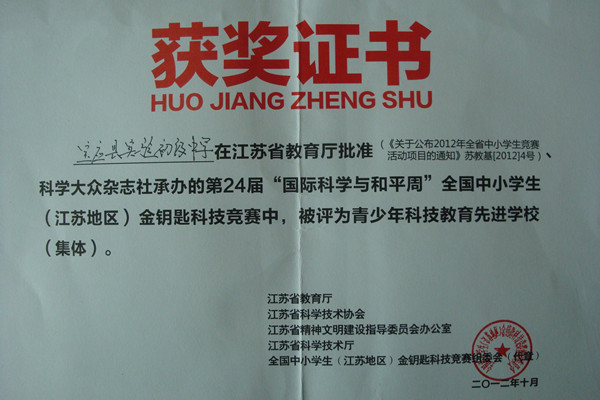 获奖证书
HUO JIANG ZHENG SHU
宝应县实验初级中学在江苏省教育厅批准（《关于公布2012年全省中小学生竞赛活动项目的通知》苏教基[2012]4号）、
科学大众杂志社承办的第24届“国际科学与和平周”全国中小学生
（江苏地区）金钥匙科技竞赛中，被评为青少年科技教育先进学校
（集体）。
江苏省教育厅
江苏省科学技术协会
江苏省精神文明建设指导委员会办公室
江苏省科学技术厅
全国中小学生（江苏地区）金钥匙科技竞赛组委会（代章）
二〇一二年十月